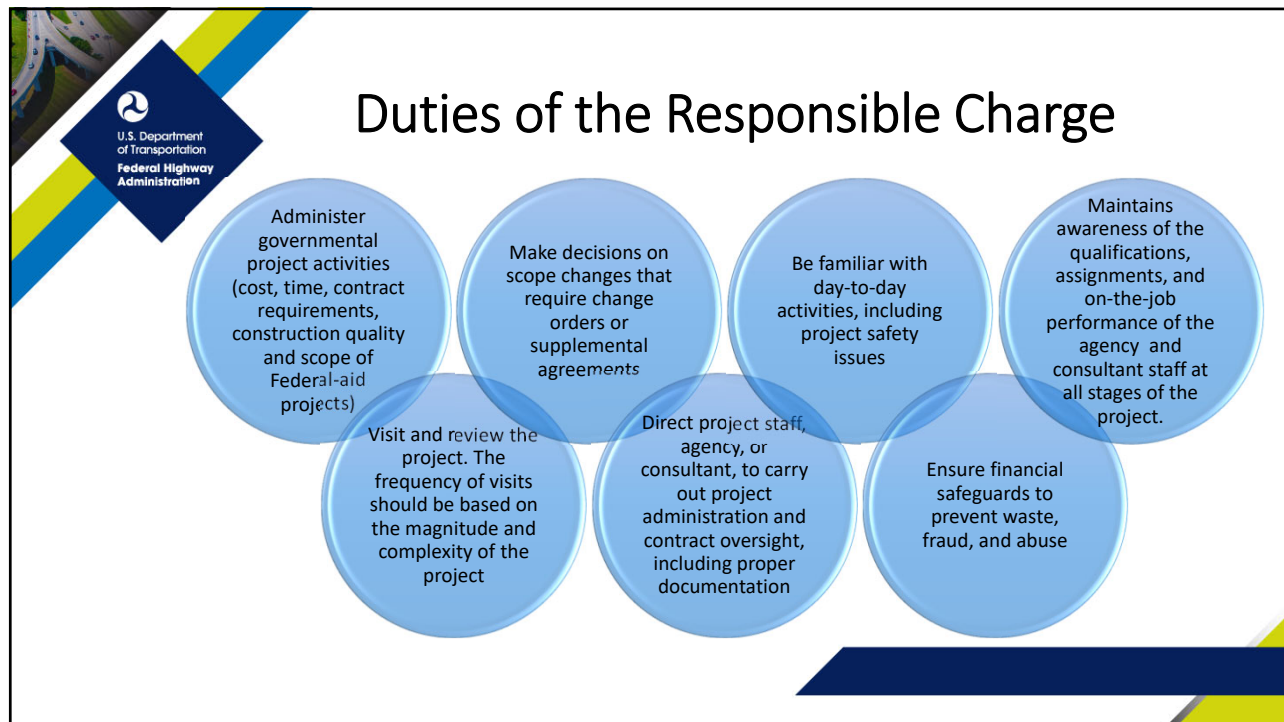 U.S. Department
of Transportation
Federal Highway
Administration
Duties of the Responsible Charge
Administer
governmental
project activities
(cost, time, contract
requirements,
construction quality
and scope of
Federal-aid
projects)
Make decisions on
scope changes that
require change
orders or
supplemental
agreements
Be familiar with
day-to-day
activities, including
project safety
issues
Maintains
awareness of the
qualifications,
assignments, and
on-the-job
performance of the
agency and
consultant staff at
all stages of the
project.
Visit and review the
project. The
frequency of visits
should be based on
the magnitude and
complexity of the
project
Direct project staff,
agency, or
consultant, to carry
out project
administration and
contract oversight,
including proper
documentation
Ensure financial
safeguards to
prevent waste,
fraud, and abuse